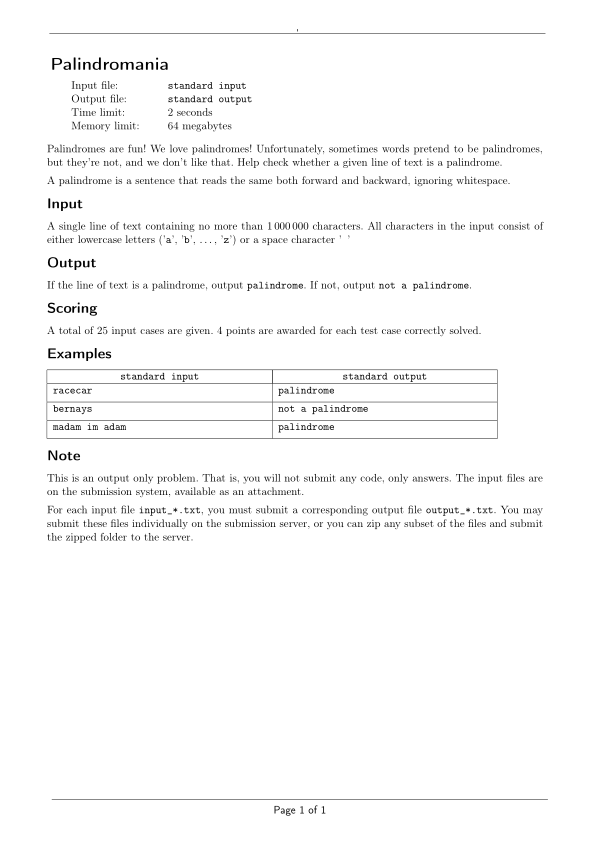 ,
Palindromania
Input file: standard input
Output file: standard output
Time limit: 2 seconds
Memory limit: 64 megabytes
Palindromes are fun! We love palindromes! Unfortunately, sometimes words pretend to be palindromes,
but they're not, and we don't like that. Help check whether a given line of text is a palindrome.
A palindrome is a sentence that reads the same both forward and backward, ignoring whitespace.
Input
A single line of text containing no more than 1 000 000 characters. All characters in the input consist of
either lowercase letters ('a', 'b', ..., 'z') or a space character ' '
Output
If the line of text is a palindrome, output palindrome. If not, output not a palindrome.
Scoring
A total of 25 input cases are given. 4 points are awarded for each test case correctly solved.
Examples
standard input standard output
racecar palindrome
bernays not a palindrome
madam im adam palindrome
Note
This is an output only problem. That is, you will not submit any code, only answers. The input files are
on the submission system, available as an attachment.
For each input file input_*.txt, you must submit a corresponding output file output_*.txt. You may
submit these files individually on the submission server, or you can zip any subset of the files and submit
the zipped folder to the server.
Page 1 of 1